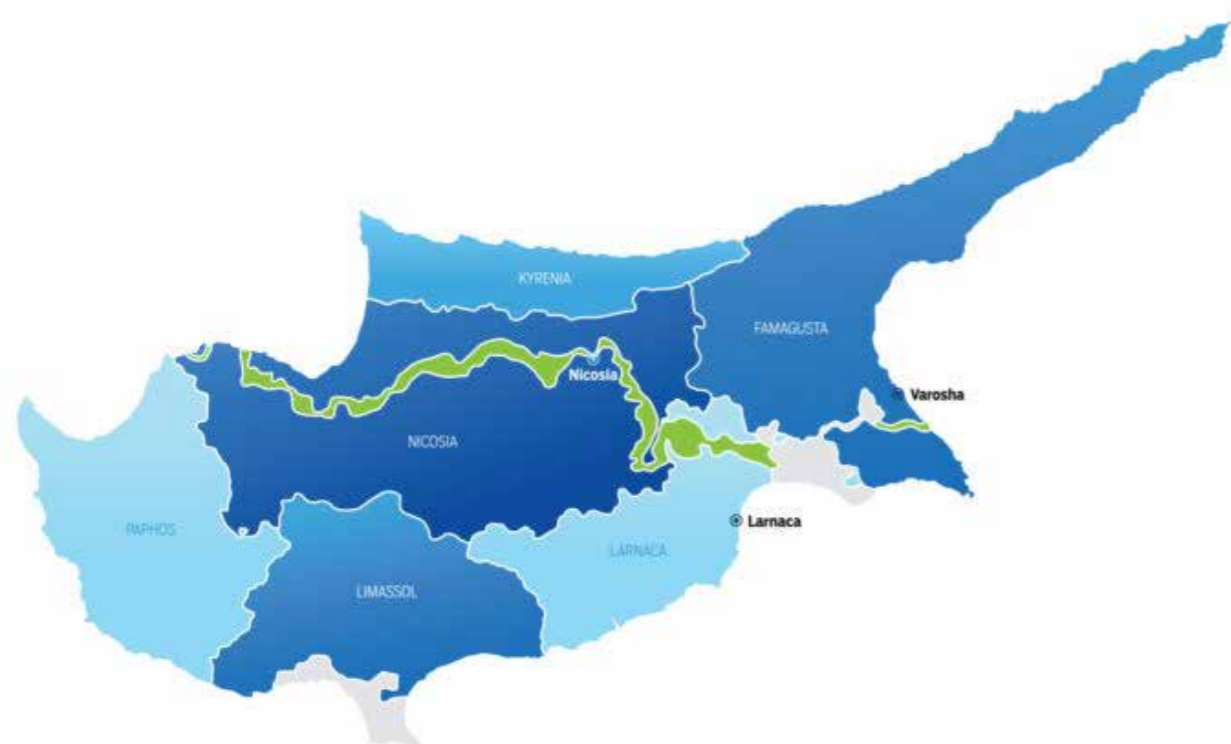 KYRENIA
FAMAGUSTA
Nicosia
Varosha
NICOSIA
Larnaca
PAPHOS
LARNACA
LIMASSOL